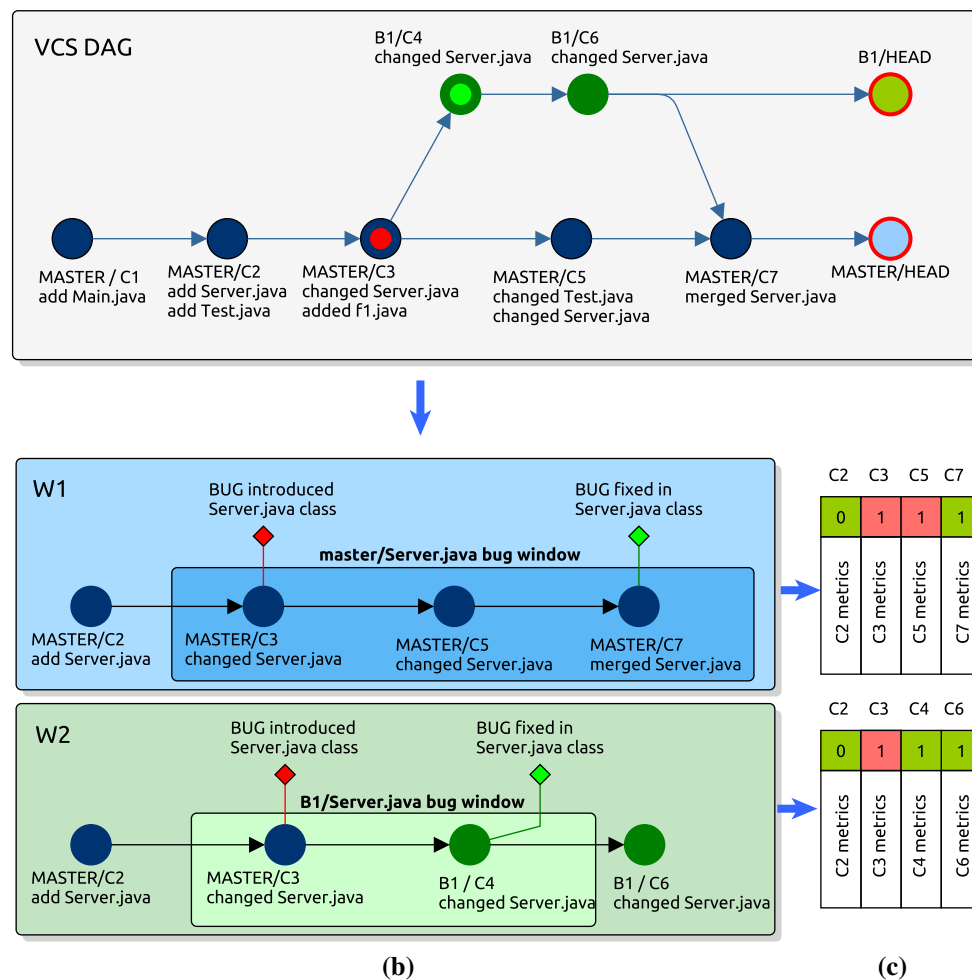 VCS DAG
B1/C4
changed Server.java
B1/C6
changed Server.java
B1/HEAD
MASTER / C1
add Main.java
MASTER/C2
add Server.java
add Test.java
MASTER/C3
changed Server.java
added f1.java
MASTER/C5
changed Test.java
changed Server.java
MASTER/C7
merged Server.java
MASTER/HEAD
W1
BUG introduced
Server.java class
BUG fixed in
Server.java class
master/Server.java bug window
MASTER/C2
add Server.java
MASTER/C3
changed Server.java
MASTER/C5
changed Server.java
MASTER/C7
merged Server.java
C2 C3 C5 C7
0 1 1 1
C2 metrics
C3 metrics
C5 metrics
C7 metrics
W2
BUG introduced
Server.java class
BUG fixed in
Server.java class
B1/Server.java bug window
MASTER/C2
add Server.java
MASTER/C3
changed Server.java
B1 / C4
changed Server.java
B1 / C6
changed Server.java
C2 C3 C4 C6
0 1 1 1
C2 metrics
C3 metrics
C4 metrics
C6 metrics
(b)
(c)